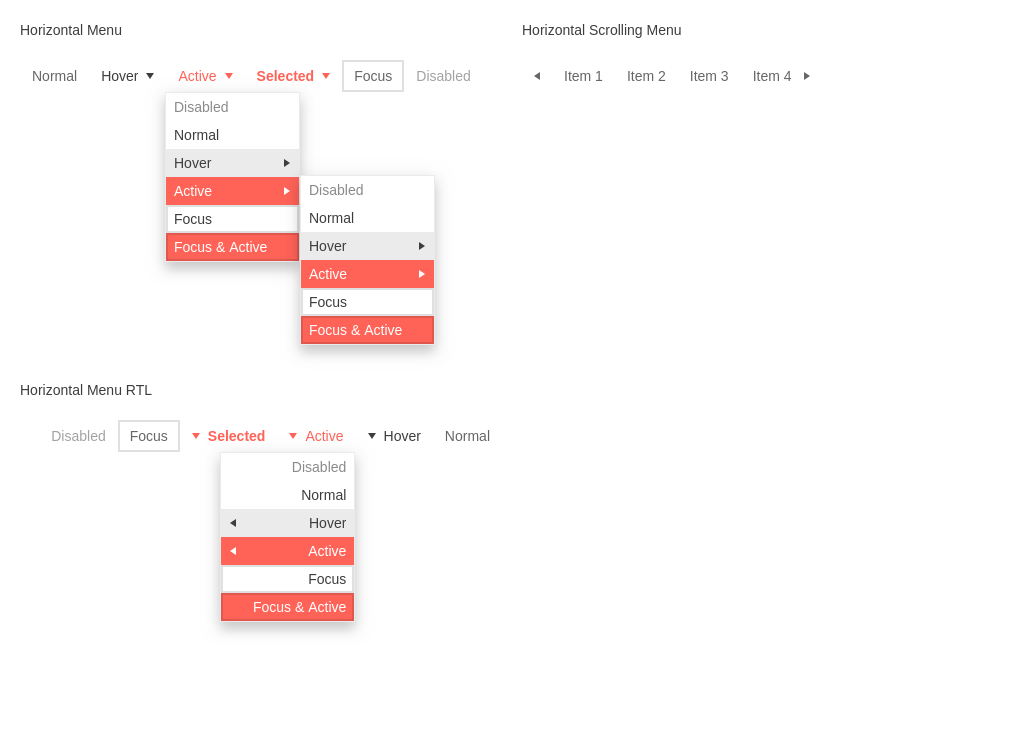 Horizontal Menu
Normal Hover Active Selected Focus Disabled
Disabled
Normal
Hover
Active
Focus
Focus & Active
Disabled
Normal
Hover
Active
Focus
Focus & Active
Horizontal Scrolling Menu
Item 1 Item 2 Item 3 Item 4
Horizontal Menu RTL
Disabled Focus Selected Active Hover Normal
Disabled
Normal
Hover
Active
Focus
Focus & Active